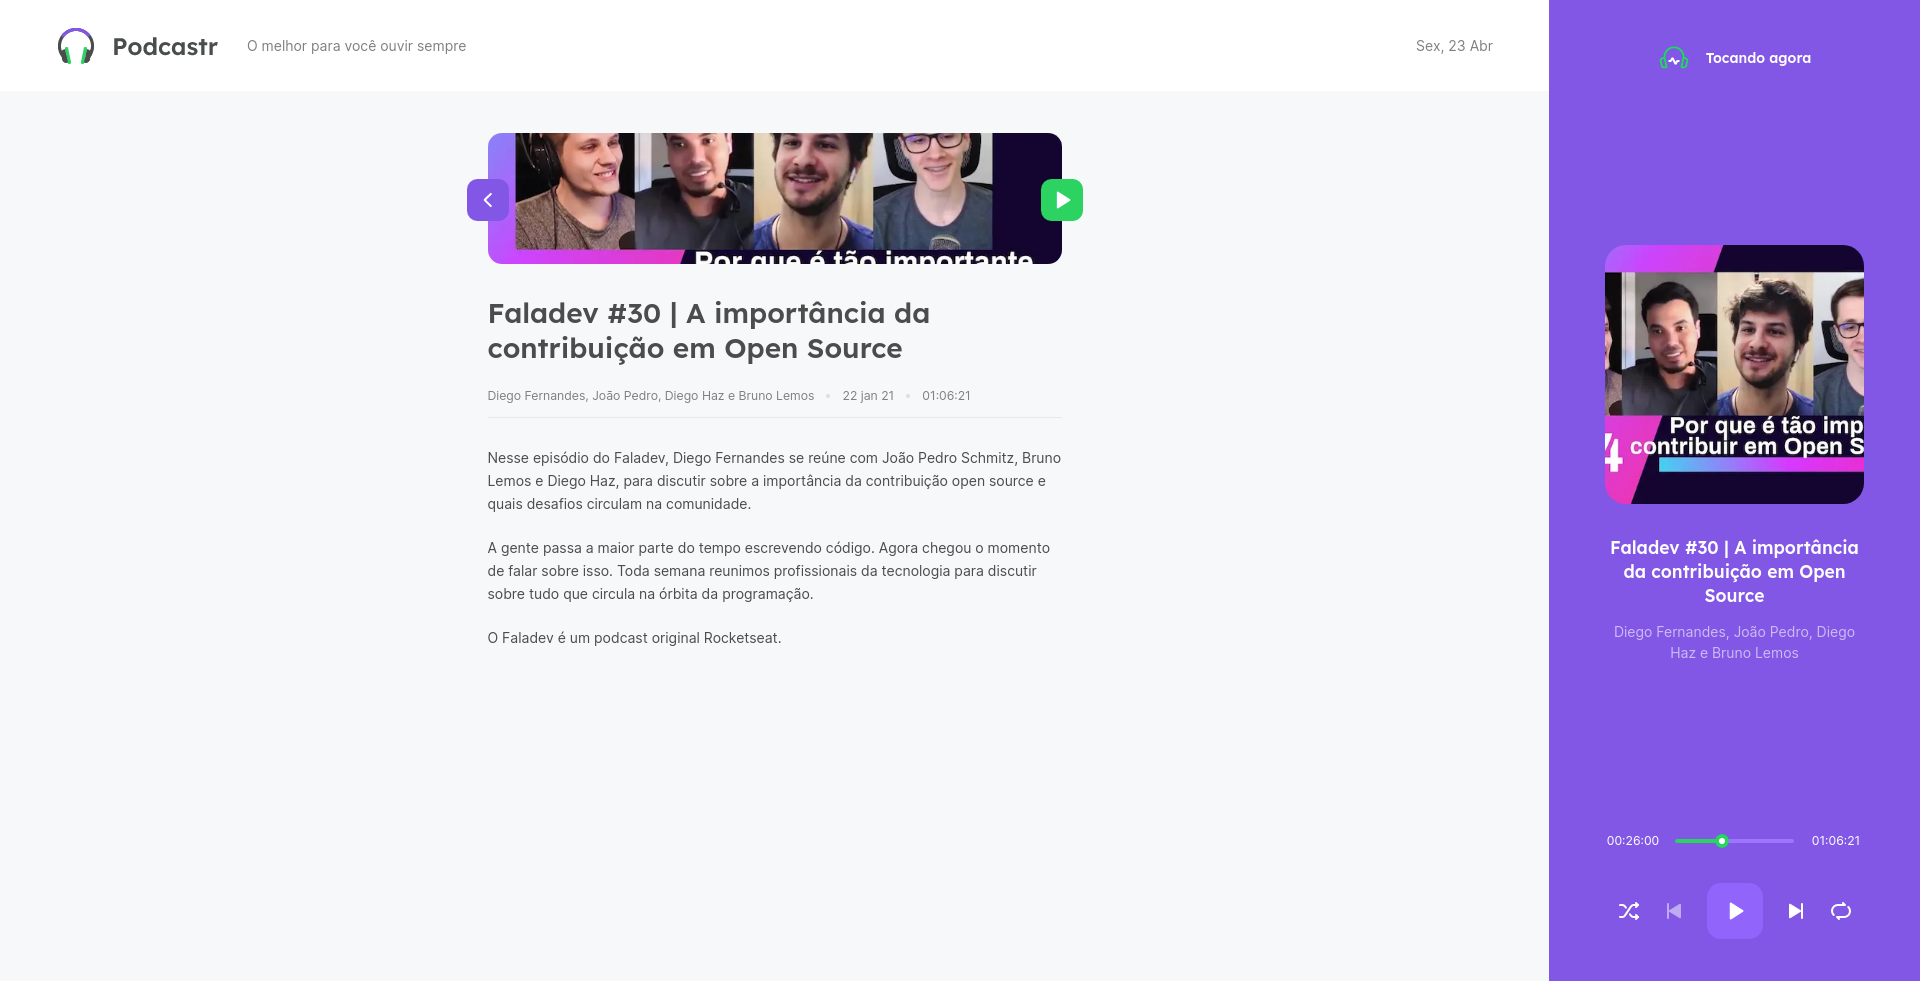 Podcastr
O melhor para você ouvir sempre
Sex, 23 Abr
Por que é tão importante
Faladev #30 | A importância da
contribuição em Open Source
Diego Fernandes, João Pedro, Diego Haz e Bruno Lemos • 22 jan 21 • 01:06:21
Nesse episódio do Faladev, Diego Fernandes se reúne com João Pedro Schmitz, Bruno
Lemos e Diego Haz, para discutir sobre a importância da contribuição open source e
quais desafios circulam na comunidade.
A gente passa a maior parte do tempo escrevendo código. Agora chegou o momento
de falar sobre isso. Toda semana reunimos profissionais da tecnologia para discutir
sobre tudo que circula na órbita da programação.
O Faladev é um podcast original Rocketseat.
Tocando agora
Por que é tão imp
4 contribuir em Open S
Faladev #30 | A importância
da contribuição em Open
Source
Diego Fernandes, João Pedro, Diego
Haz e Bruno Lemos
00:26:00
01:06:21